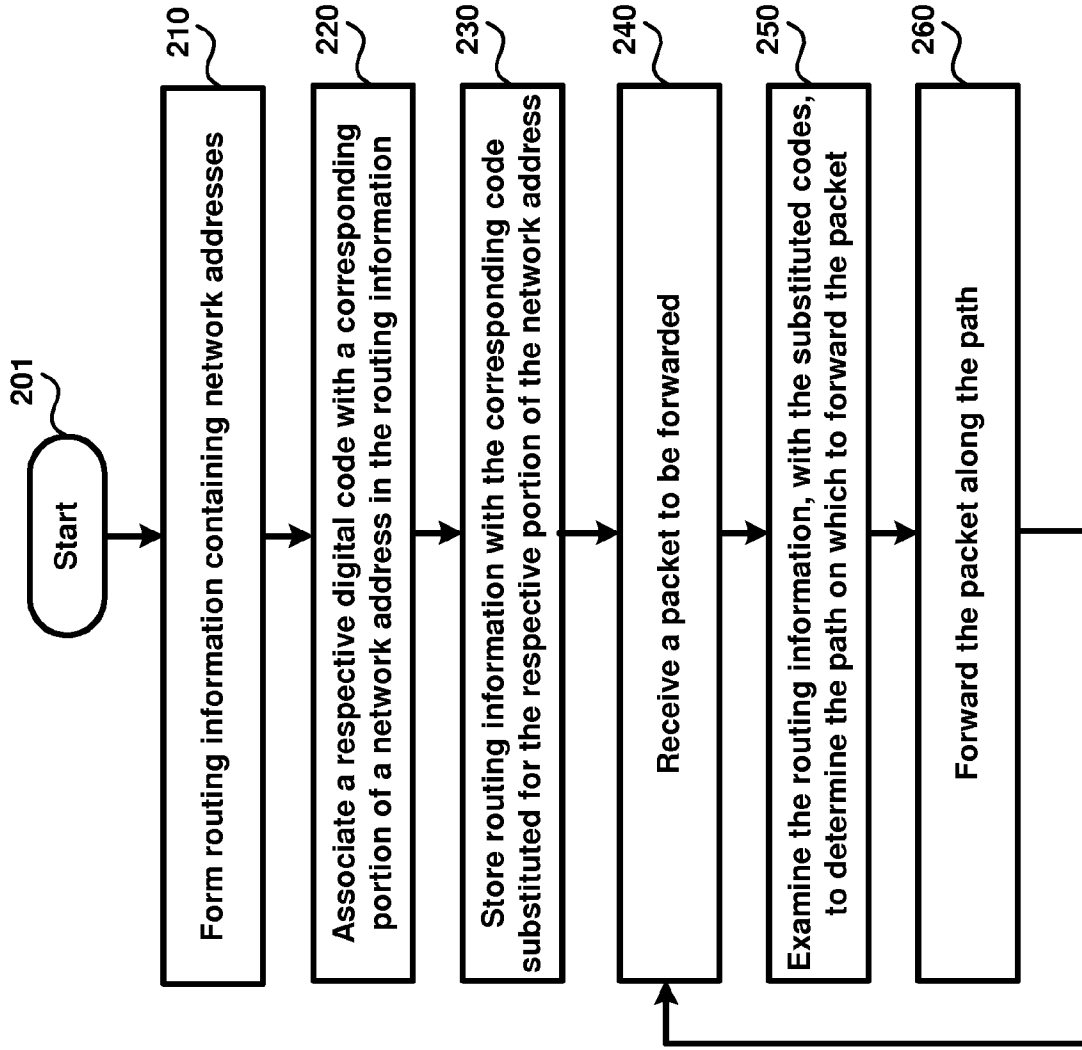 201
Start
210
Form routing information containing network addresses
220
Associate a respective digital code with a corresponding
portion of a network address in the routing information
230
Store routing information with the corresponding code
substituted for the respective portion of the network address
240
Receive a packet to be forwarded
250
Examine the routing information, with the substituted codes,
to determine the path on which to forward the packet
260
Forward the packet along the path